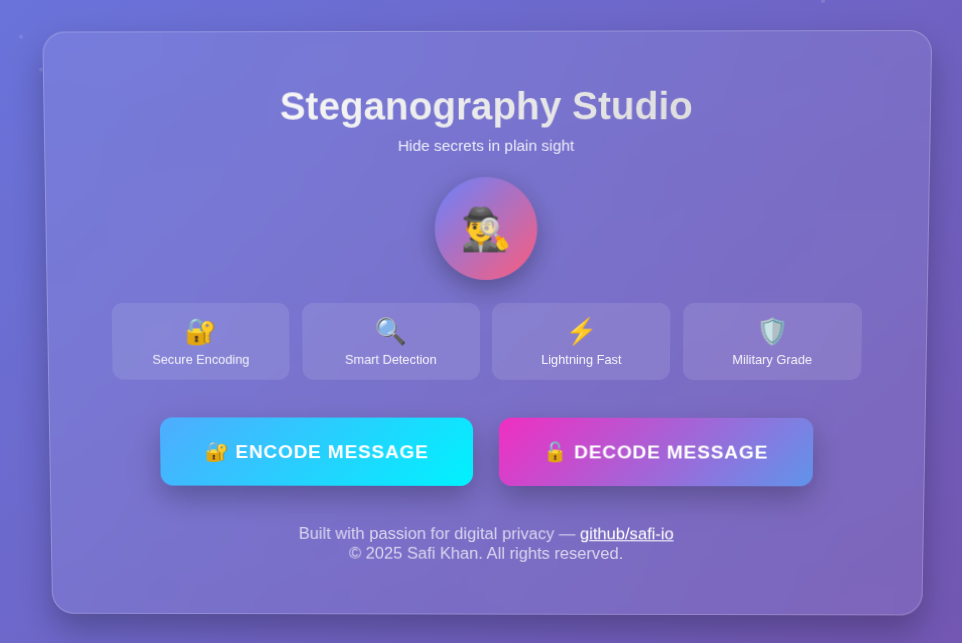 Steganography Studio
Hide secrets in plain sight
Secure Encoding
Smart Detection
Lightning Fast
Military Grade
ENCODE MESSAGE
DECODE MESSAGE
Built with passion for digital privacy — github/safi-io
© 2025 Safi Khan. All rights reserved.